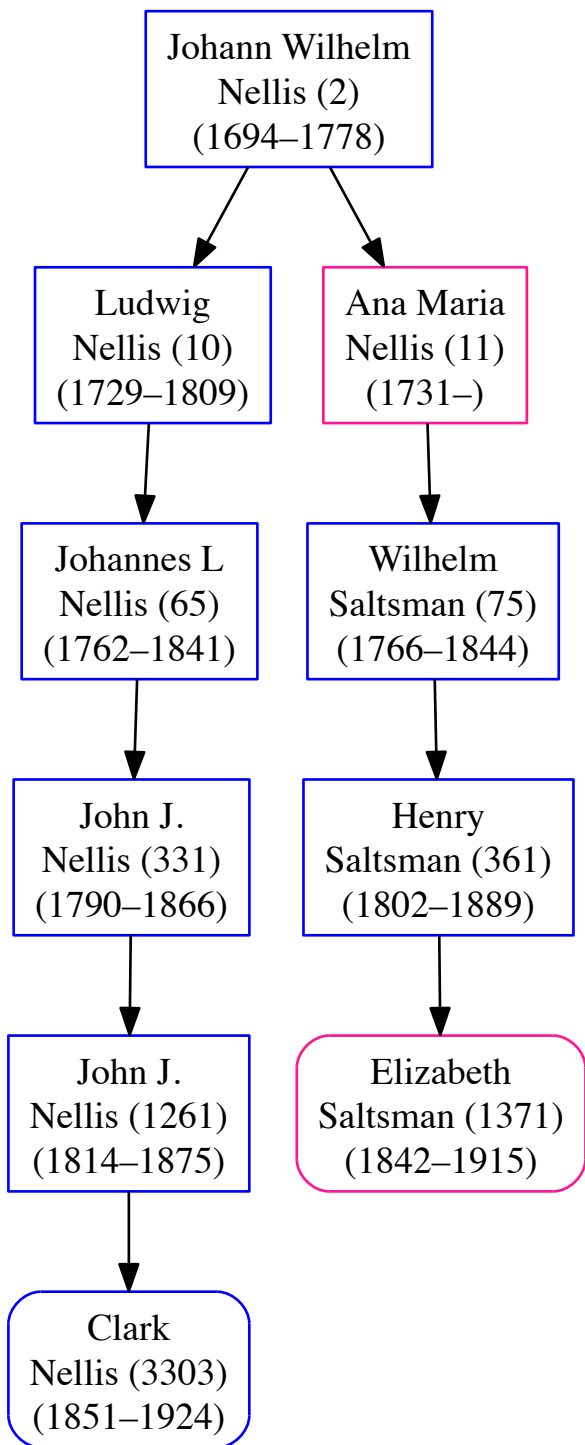 Johann Wilhelm
Nellis (2)
(1694–1778)
Ludwig
Nellis (10)
(1729–1809)
Ana Maria
Nellis (11)
(1731–)
Johannes L
Nellis (65)
(1762–1841)
Wilhelm
Saltsman (75)
(1766–1844)
John J.
Nellis (331)
(1790–1866)
Henry
Saltsman (361)
(1802–1889)
John J.
Nellis (1261)
(1814–1875)
Elizabeth
Saltsman (1371)
(1842–1915)
Clark
Nellis (3303)
(1851–1924)